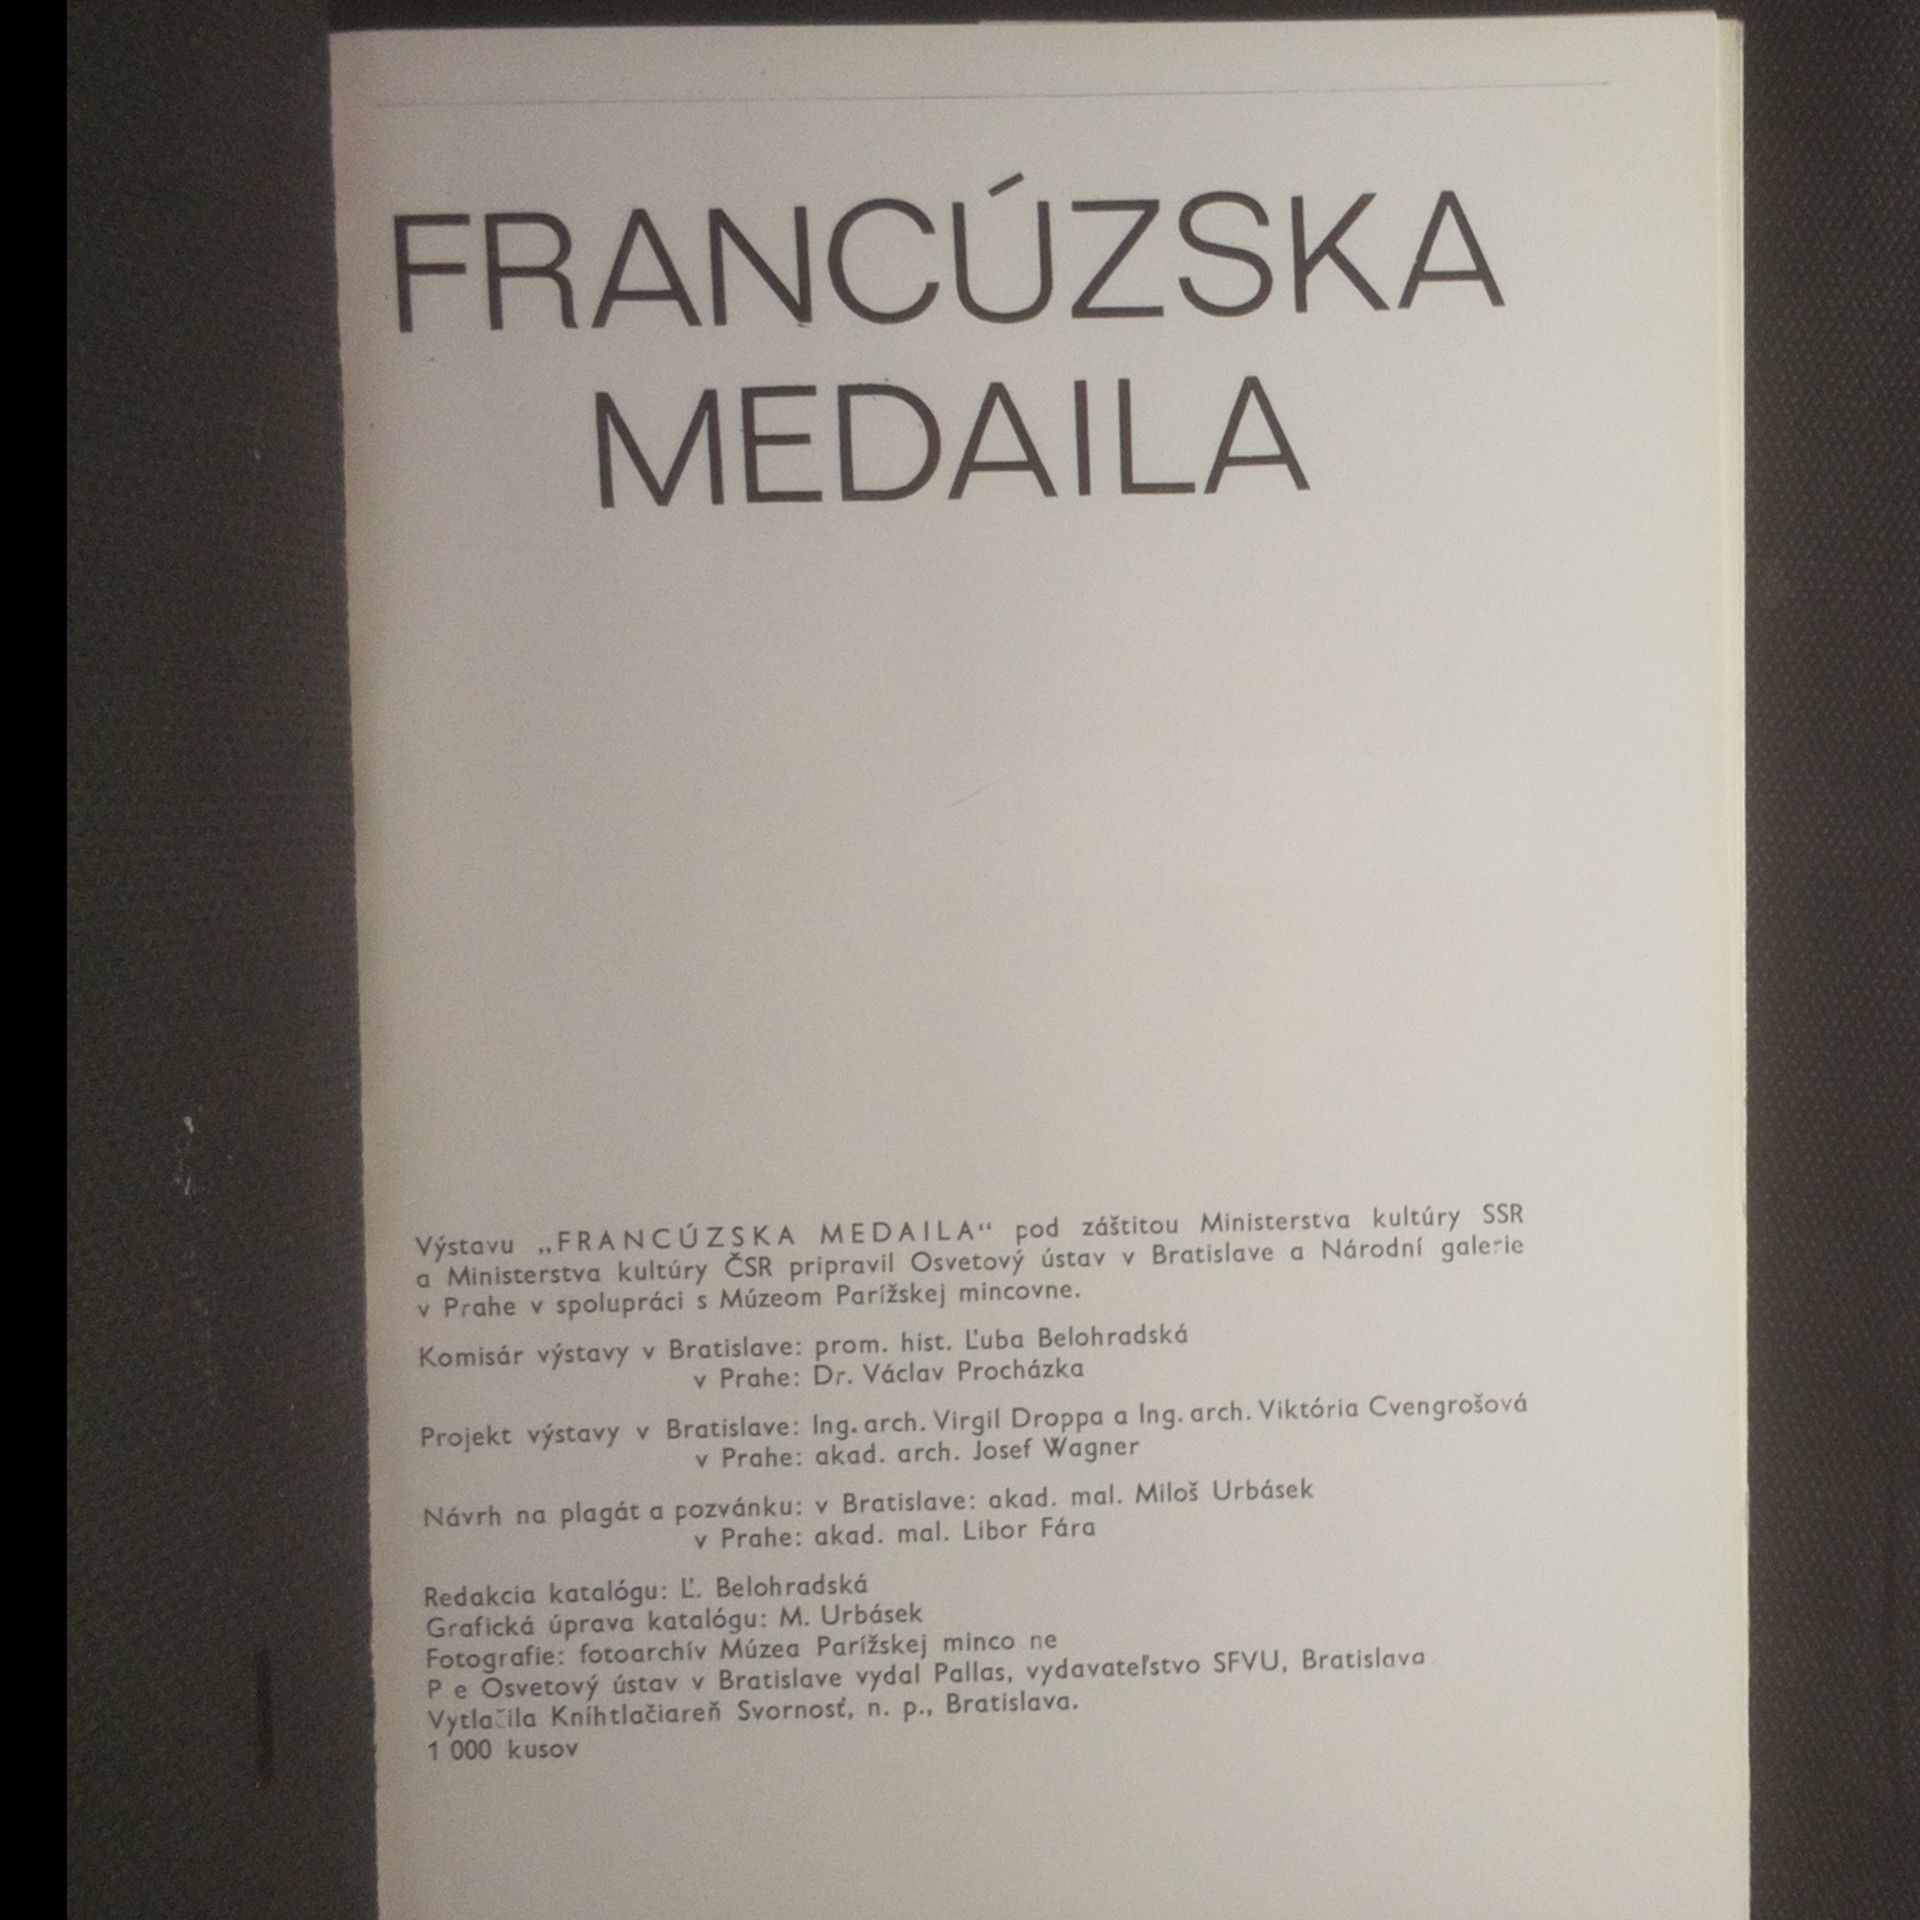 FRANCÚZSKA
MEDAILA
Výstavu „FRANCÚZSKA MEDAILA“ pod záštitou Ministerstva kultúry SSR
a Ministerstva kultúry ČSR pripravil Osvetový ústav v Bratislave a Národní galerie
v Prahe v spolupráci s Múzeom Parížskej mincovne.
Komisár výstavy v Bratislave: prom. hist. Ľuba Belohradská
v Prahe: Dr. Václav Procházka
Projekt výstavy v Bratislave: Ing. arch. Virgil Droppa a Ing. arch. Viktória Cvengrošová
v Prahe: akad. arch. Josef Wagner
Návrh na plagát a pozvánku: v Bratislave: akad. mal. Miloš Urbásek
v Prahe: akad. mal. Libor Fára
Redakcia katalógu: Ľ. Belohradská
Grafická úprava katalógu: M. Urbásek
Fotografie: fotoarchív Múzea Parížskej minco ne
P e Osvetový ústav v Bratislave vydal Pallas, vydavateľstvo SFVU, Bratislava
Vytlačila Kníhtlačiareň Svornosť, n. p., Bratislava.
1 000 kusov